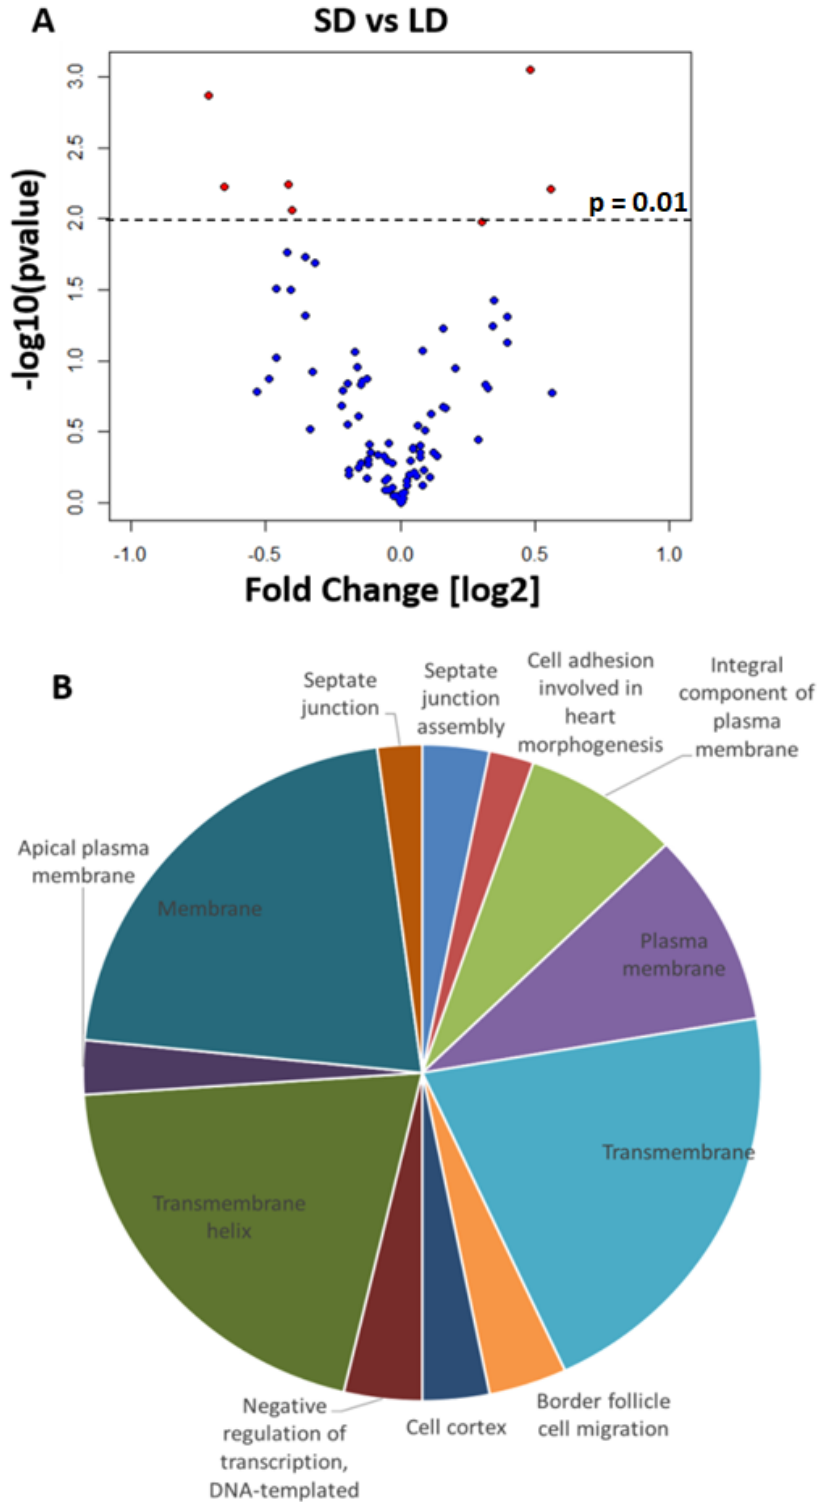 A
SD vs LD
3.0
2.5
2.0
1.5
1.0
0.5
0.0
-log10(pvalue)
p = 0.01
-1.0
-0.5
0.0
0.5
1.0
Fold Change [log2]
B
Septate
junction
Septate
junction
assembly
Cell adhesion
involved in
heart
morphogenesis
Integral
component of
plasma
membrane
Apical plasma
membrane
Membrane
Plasma
membrane
Transmembrane
Transmembrane
helix
Negative
regulation of
transcription,
DNA-templated
Cell cortex
Border follicle
cell migration